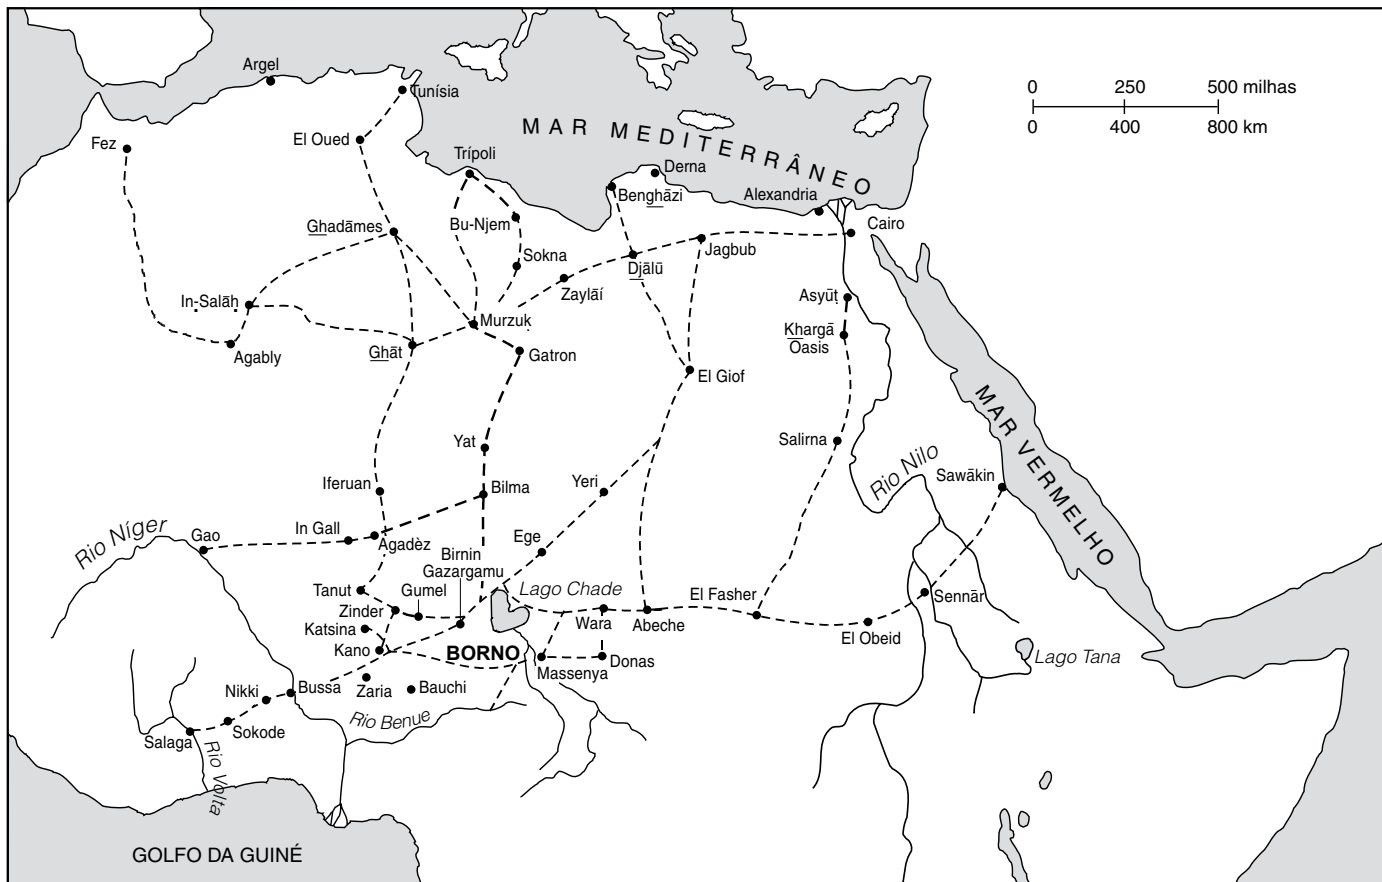 Argel
Tunísia
0 250 500 milhas
0 400 800 km
Fez
El Oued
MAR MEDITERRÂNEO
Trípoli
Derna
Benghāzi
Alexandria
Ghadāmes
Bu-Njem
Cairo
Jagbub
Sokna
Djālū
Zaylāí
In-Ṣalāḥ
Asyūṭ
Murzuk
Khargā
Oasis
Agably
Ghāt
Gatron
El Giof
MAR VERMELHO
Yat
Salirna
Rio Nilo
Sawākin
Iferuan
Bilma
Yeri
Rio Níger
Gao
In Gall
Agadèz
Ege
Birnin
Gazargamu
Tanut
Gumel
Lago Chade
El Fasher
Sennār
Zinder
Katsina
Wara
Abeche
El Obeid
Kano
BORNO
Donas
Lago Tana
Massenya
Zaria
Bauchi
Nikki
Bussa
Rio Benue
Sokode
Salaga
Rio Volta
GOLFO DA GUINÉ